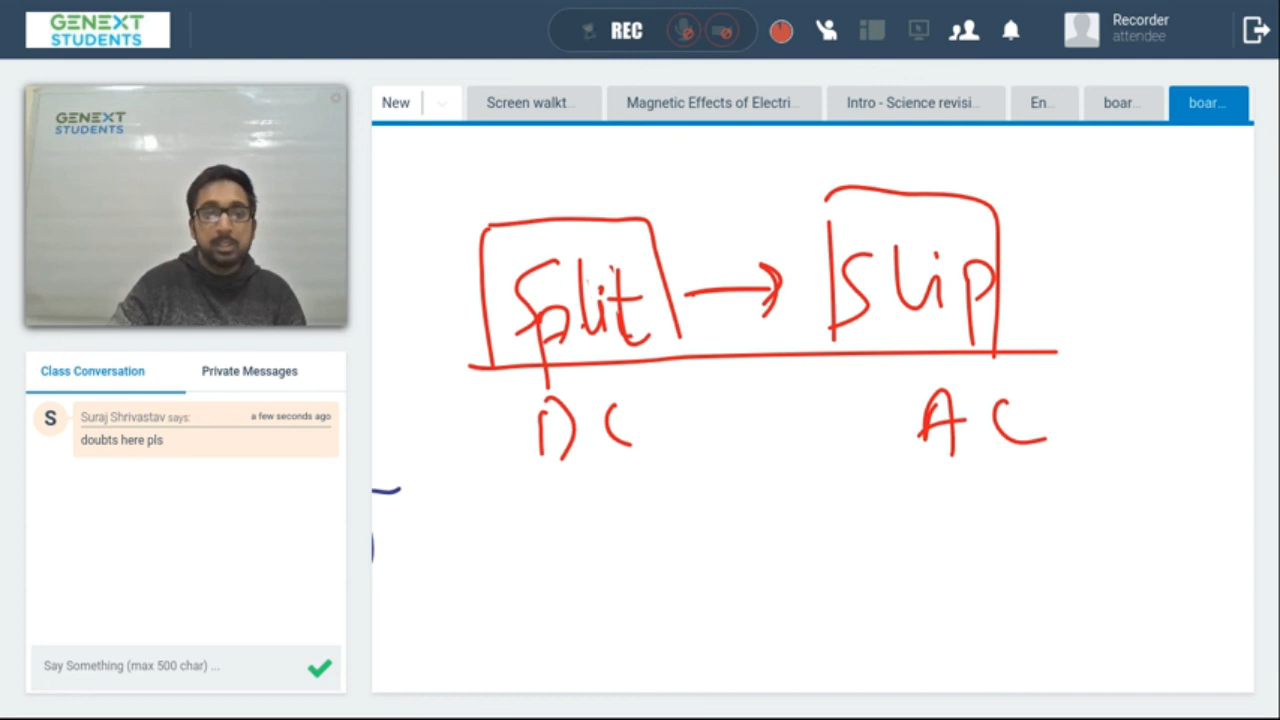 GENEXT
STUDENTS
REC
Recorder
attendee
GENEXT
STUDENTS
New
Screen walkt...
Magnetic Effects of Electri...
Intro - Science revisi...
En...
boar...
boar...
Split → Slip
DC AC
Class Conversation
Private Messages
S
Suraj Shrivastav says:
a few seconds ago
doubts here pls
Say Something (max 500 char) ...